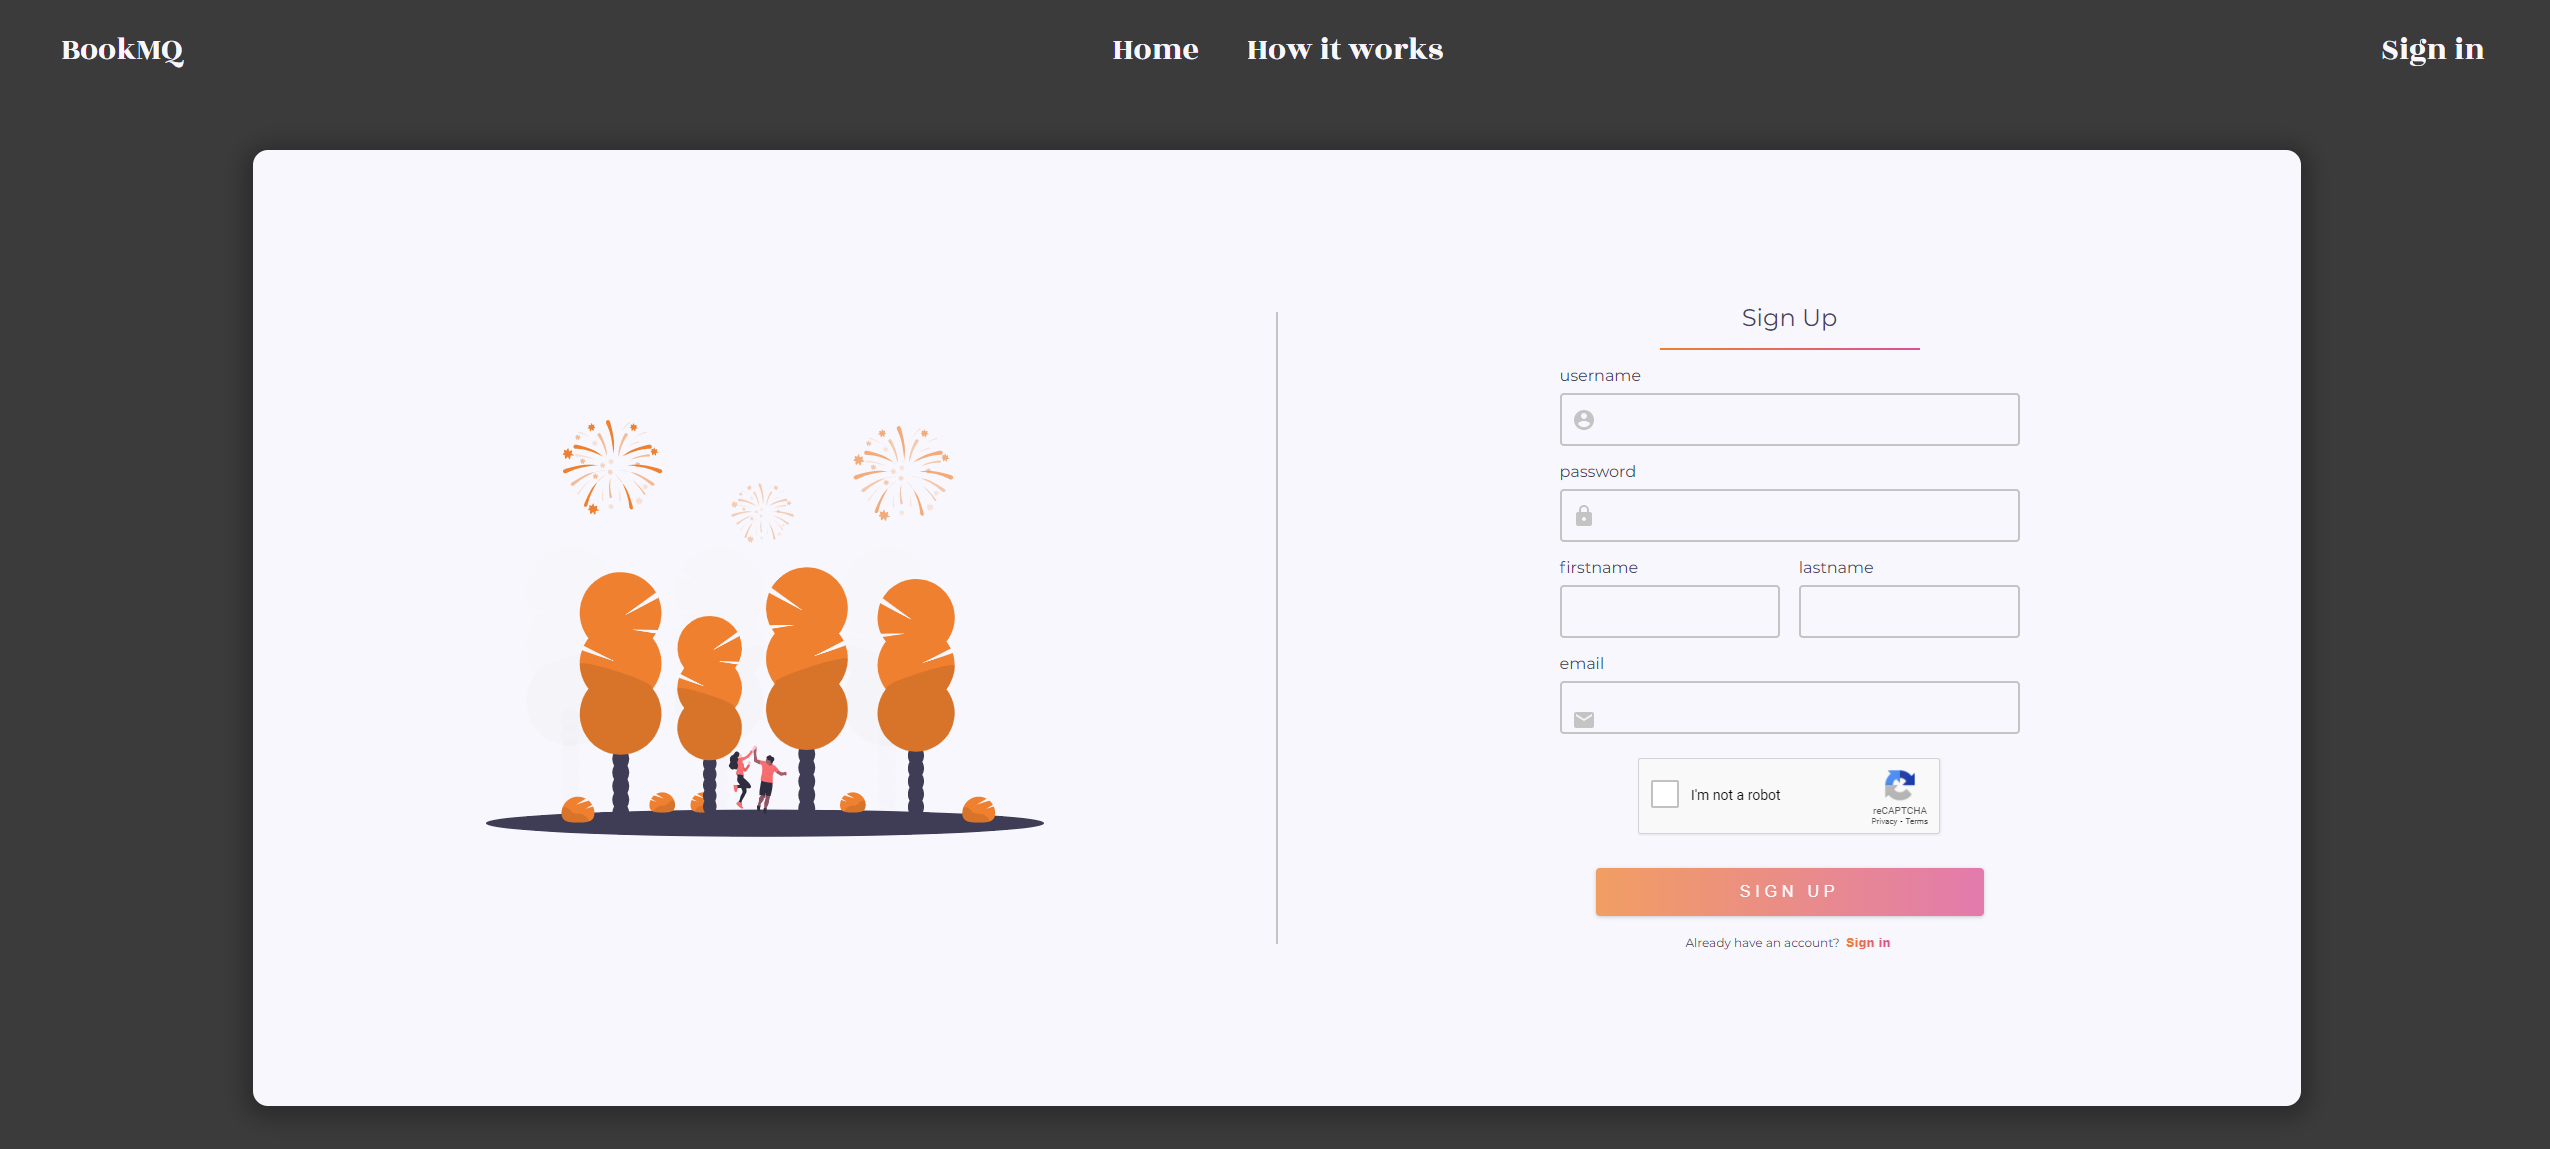 BookMQ
Home
How it works
Sign in
Sign Up
username
password
firstname
lastname
email
I'm not a robot
reCAPTCHA
Privacy - Terms
SIGN UP
Already have an account? Sign in